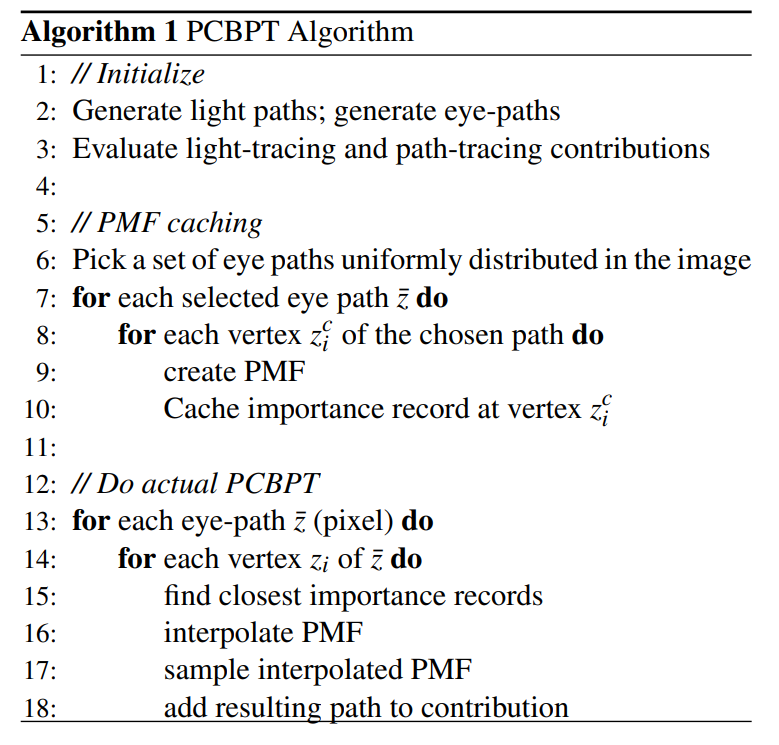 Algorithm 1 PCBPT Algorithm
1: // Initialize
2: Generate light paths; generate eye-paths
3: Evaluate light-tracing and path-tracing contributions
4:
5: // PMF caching
6: Pick a set of eye paths uniformly distributed in the image
7: for each selected eye path z̄ do
8: for each vertex z_i^c of the chosen path do
9: create PMF
10: Cache importance record at vertex z_i^c
11:
12: // Do actual PCBPT
13: for each eye-path z̄ (pixel) do
14: for each vertex z_i of z̄ do
15: find closest importance records
16: interpolate PMF
17: sample interpolated PMF
18: add resulting path to contribution